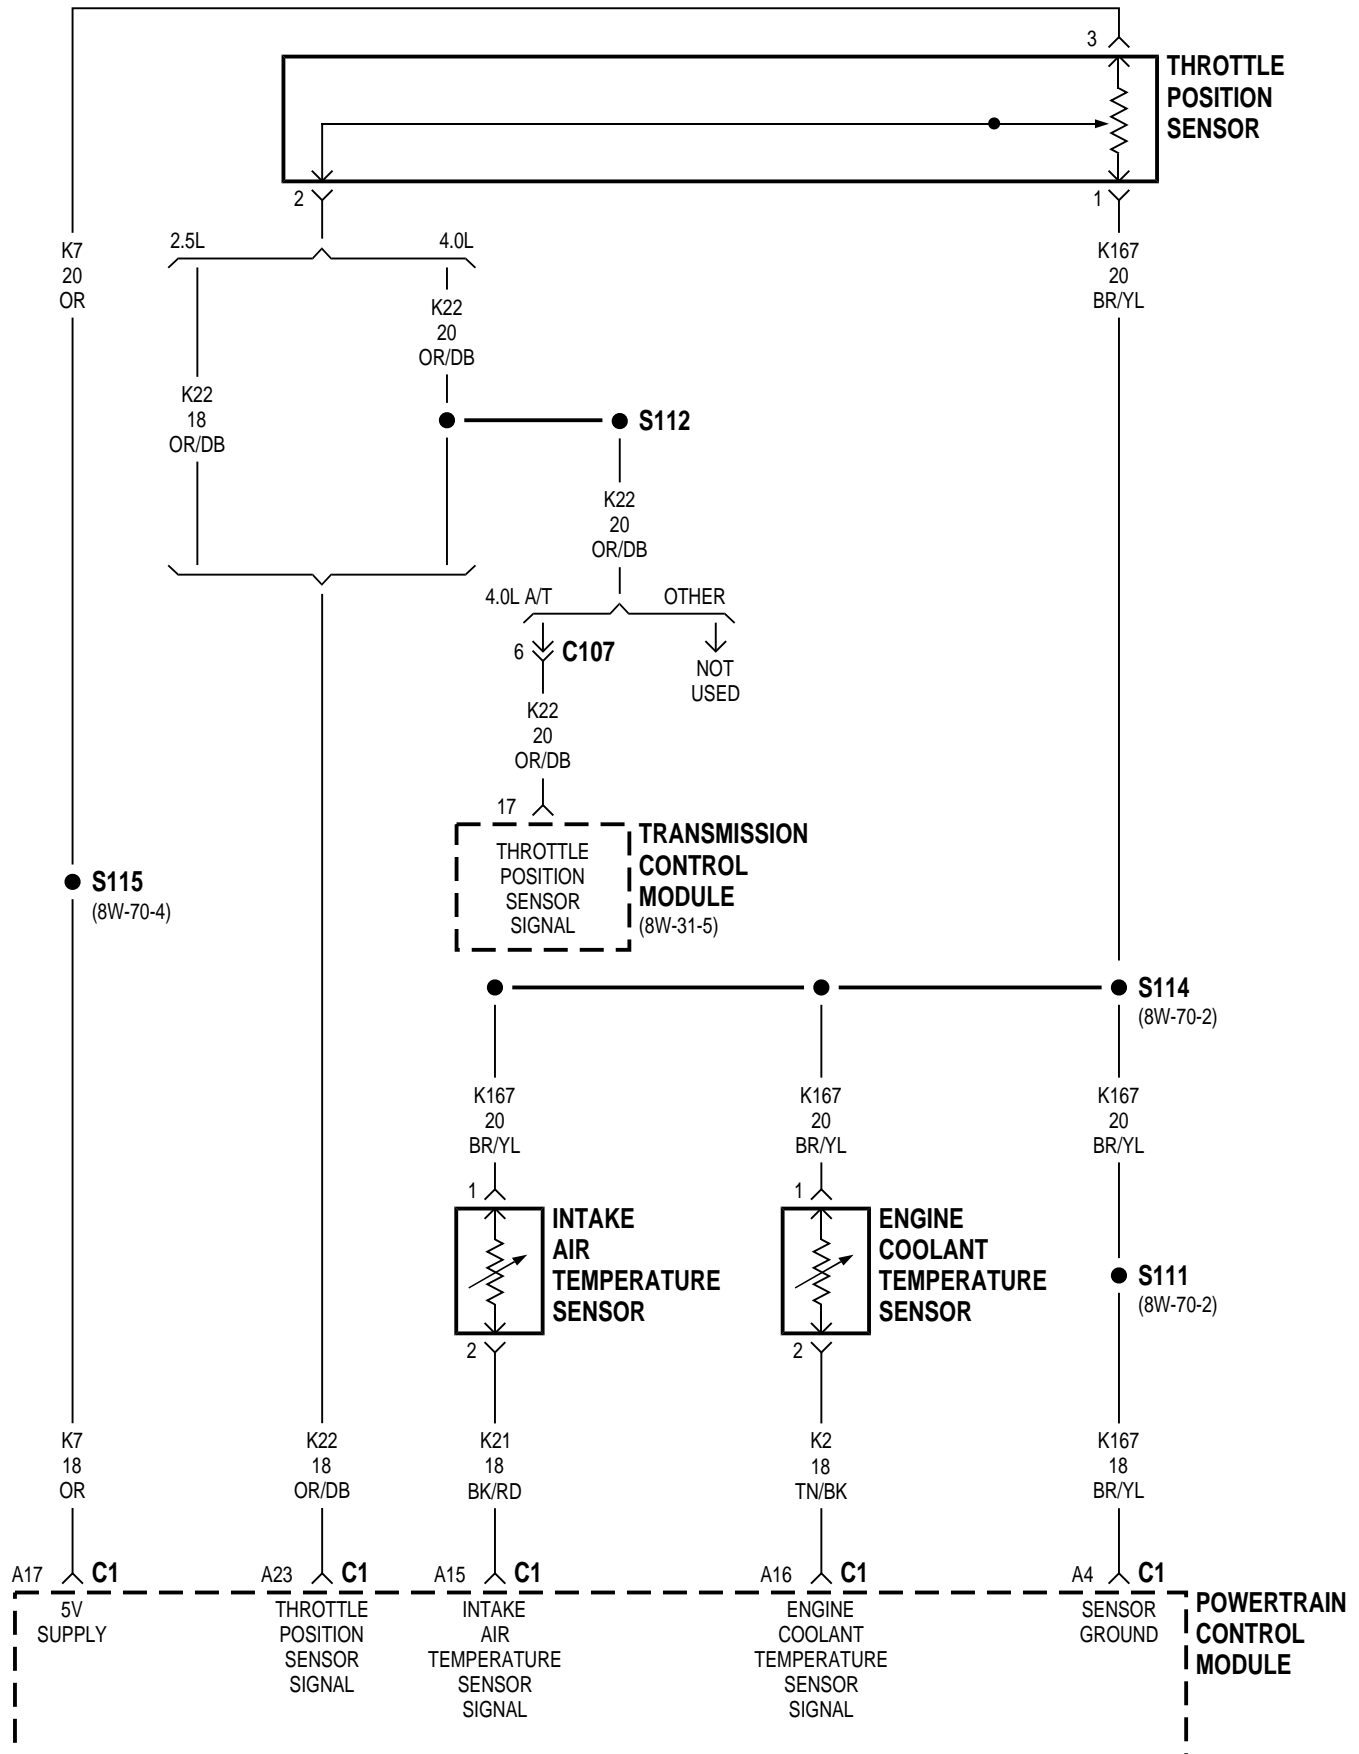 3
THROTTLE
POSITION
SENSOR
2
1
2.5L
4.0L
K7
20
OR
K167
20
BR/YL
K22
20
OR/DB
K22
18
OR/DB
S112
K22
20
OR/DB
4.0L A/T
OTHER
6
C107
NOT
USED
K22
20
OR/DB
17
TRANSMISSION
CONTROL
MODULE
(8W-31-5)
THROTTLE
POSITION
SENSOR
SIGNAL
S115
(8W-70-4)
S114
(8W-70-2)
K167
20
BR/YL
K167
20
BR/YL
K167
20
BR/YL
1
INTAKE
AIR
TEMPERATURE
SENSOR
2
1
ENGINE
COOLANT
TEMPERATURE
SENSOR
2
S111
(8W-70-2)
K7
18
OR
K22
18
OR/DB
K21
18
BK/RD
K2
18
TN/BK
K167
18
BR/YL
A17
C1
A23
C1
A15
C1
A16
C1
A4
C1
5V
SUPPLY
THROTTLE
POSITION
SENSOR
SIGNAL
INTAKE
AIR
TEMPERATURE
SENSOR
SIGNAL
ENGINE
COOLANT
TEMPERATURE
SENSOR
SIGNAL
SENSOR
GROUND
POWERTRAIN
CONTROL
MODULE